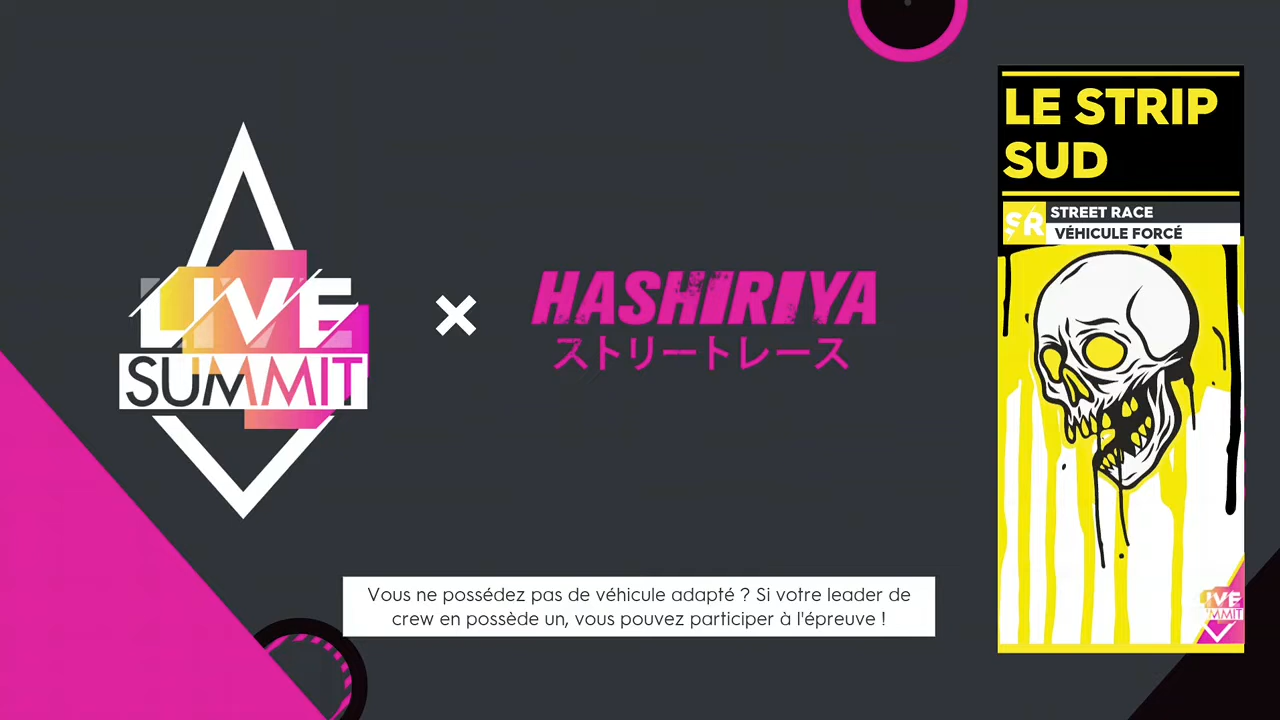 LIVE
SUMMIT
×
HASHIRIYA
ストリートレース
LE STRIP
SUD
SR
STREET RACE
VÉHICULE FORCÉ
Vous ne possédez pas de véhicule adapté ? Si votre leader de
crew en possède un, vous pouvez participer à l'épreuve !
IVE
MMIT